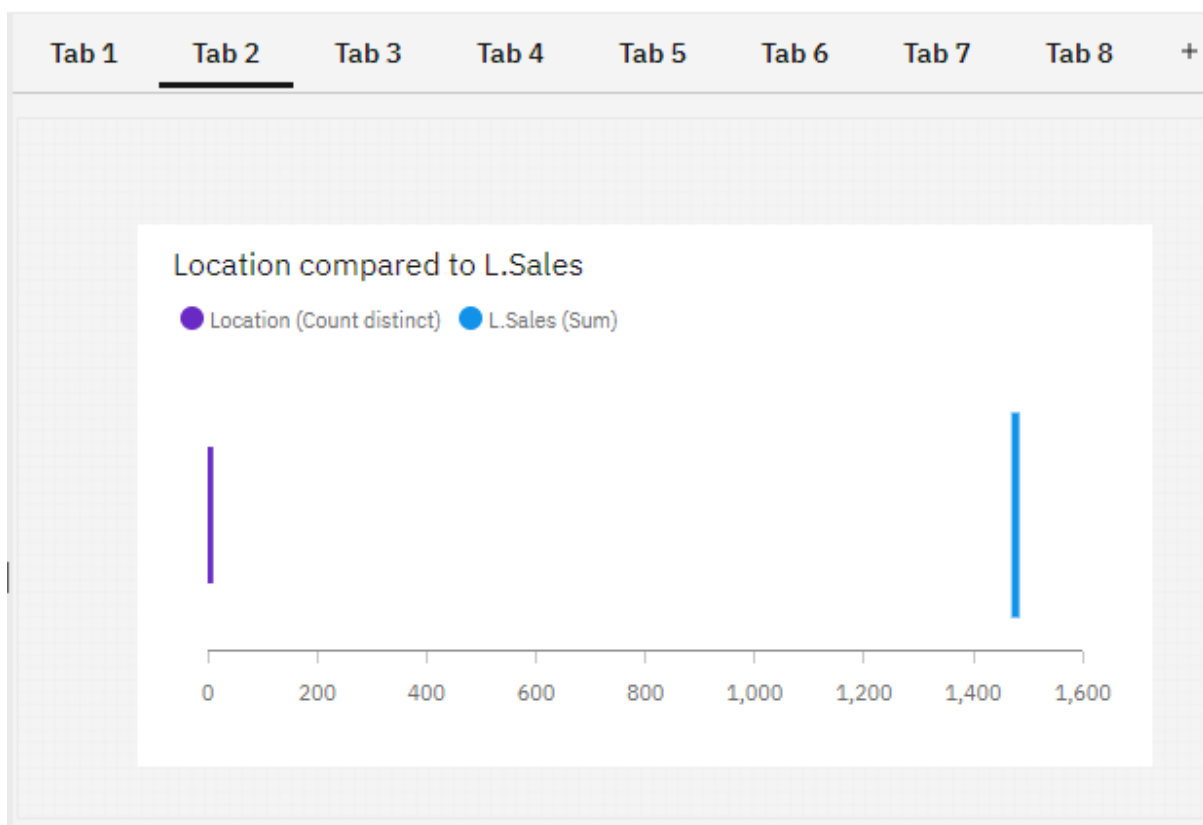 Tab 1 Tab 2 Tab 3 Tab 4 Tab 5 Tab 6 Tab 7 Tab 8 +
Location compared to L.Sales
Location (Count distinct) L.Sales (Sum)
0 200 400 600 800 1,000 1,200 1,400 1,600